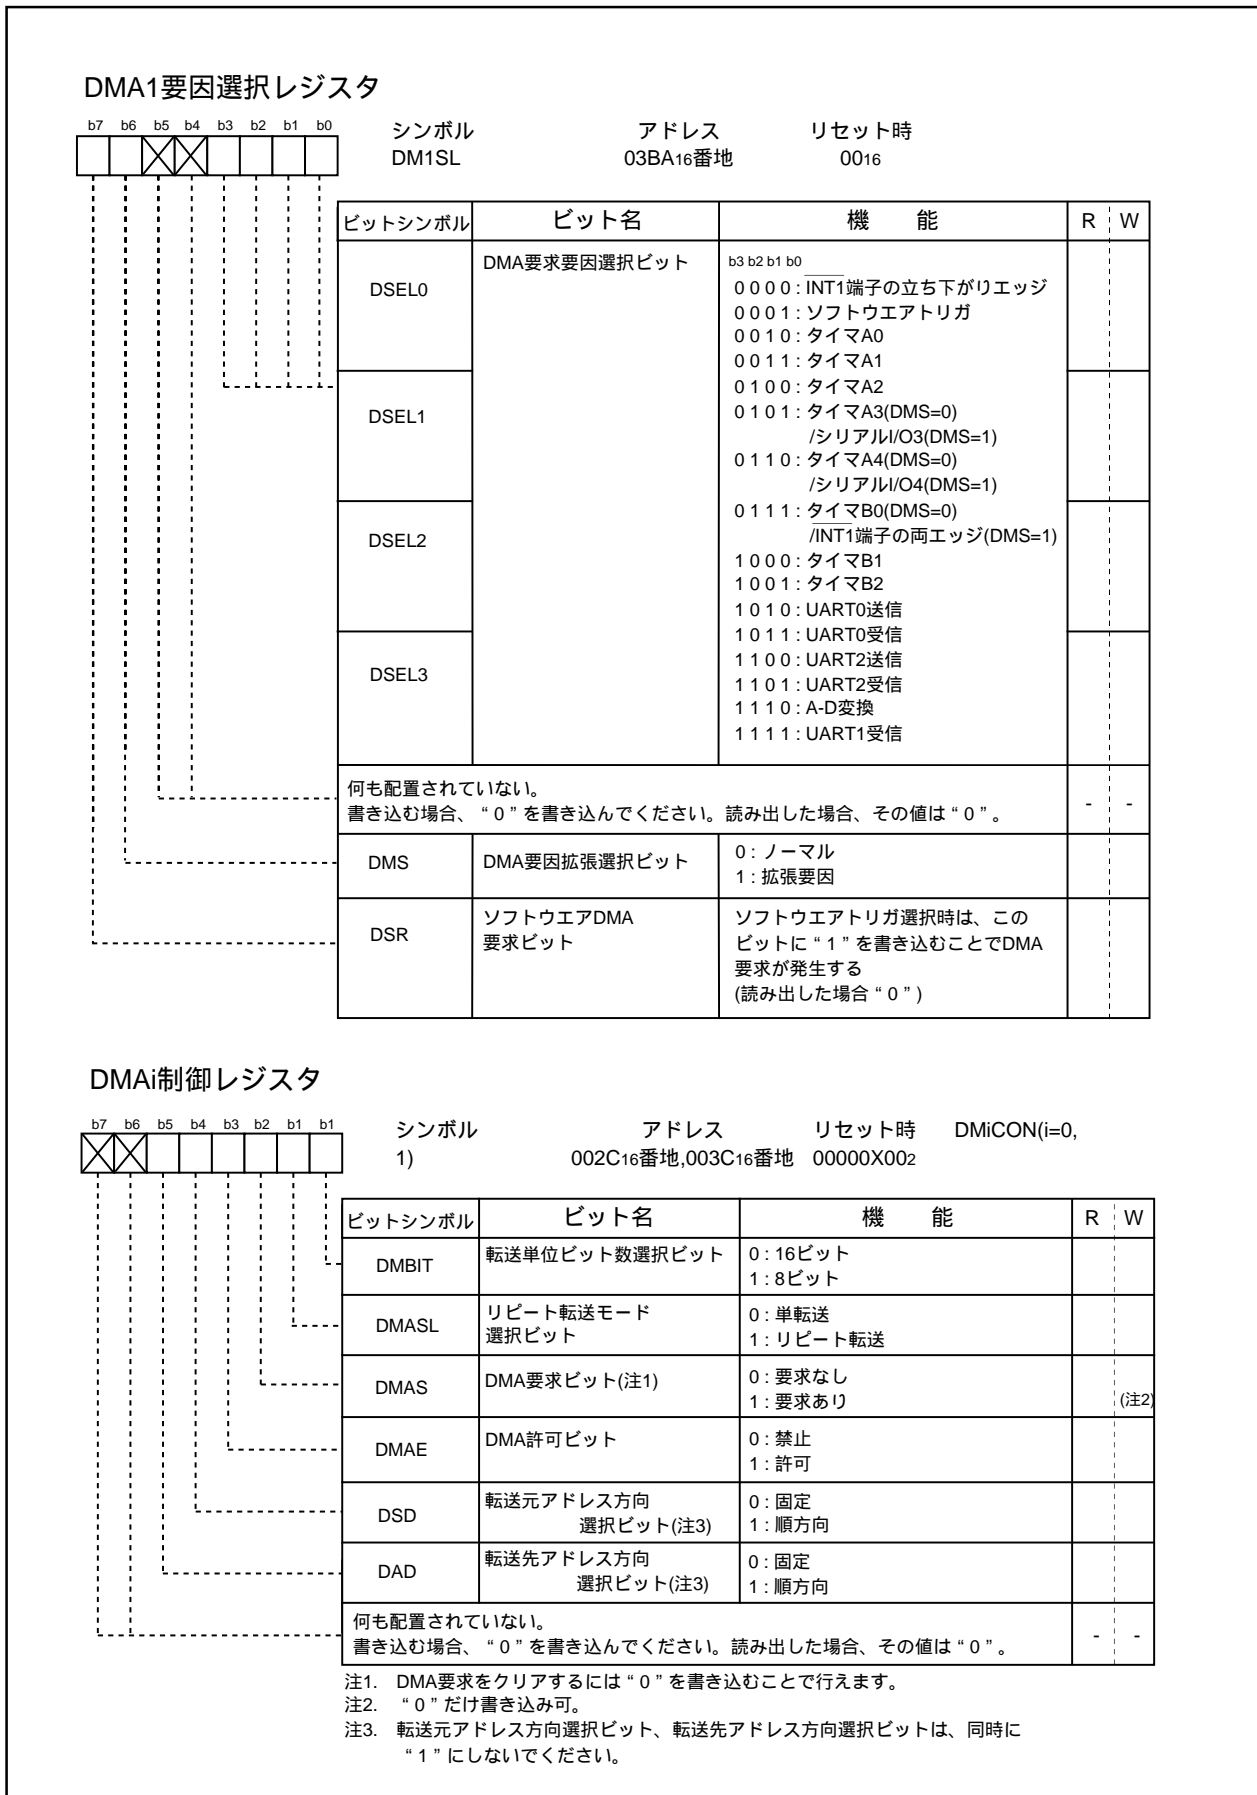 DMA1要因選択レジスタ
b7 b6 b5 b4 b3 b2 b1 b0
シンボル アドレス リセット時
DM1SL 03BA16番地 0016
ビットシンボル ビット名 機 能 R W
DSEL0 DMA要求要因選択ビット b3 b2 b1 b0
0 0 0 0 : INT1端子の立ち下がりエッジ
0 0 0 1 : ソフトウエアトリガ
0 0 1 0 : タイマA0
0 0 1 1 : タイマA1
DSEL1
0 1 0 0 : タイマA2
0 1 0 1 : タイマA3(DMS=0)
/シリアルI/O3(DMS=1)
0 1 1 0 : タイマA4(DMS=0)
/シリアルI/O4(DMS=1)
DSEL2
0 1 1 1 : タイマB0(DMS=0)
/INT1端子の両エッジ(DMS=1)
1 0 0 0 : タイマB1
1 0 0 1 : タイマB2
1 0 1 0 : UART0送信
1 0 1 1 : UART0受信
DSEL3
1 1 0 0 : UART2送信
1 1 0 1 : UART2受信
1 1 1 0 : A-D変換
1 1 1 1 : UART1受信
何も配置されていない。
書き込む場合、“ 0 ” を書き込んでください。読み出した場合、その値は “ 0 ” 。 - -
DMS DMA要因拡張選択ビット 0 : ノーマル
1 : 拡張要因
DSR ソフトウエアDMA
要求ビット
ソフトウエアトリガ選択時は、この
ビットに “ 1 ” を書き込むことでDMA
要求が発生する
(読み出した場合 “ 0 ” )
DMAi制御レジスタ
b7 b6 b5 b4 b3 b2 b1 b1
シンボル アドレス リセット時 DMiCON(i=0,
1) 002C16番地,003C16番地 00000X002
ビットシンボル ビット名 機 能 R W
DMBIT 転送単位ビット数選択ビット 0 : 16ビット
1 : 8ビット
DMASL リピート転送モード
選択ビット
0 : 単転送
1 : リピート転送
DMAS DMA要求ビット(注1) 0 : 要求なし
1 : 要求あり (注2)
DMAE DMA許可ビット 0 : 禁止
1 : 許可
DSD 転送元アドレス方向
選択ビット(注3)
0 : 固定
1 : 順方向
DAD 転送先アドレス方向
選択ビット(注3)
0 : 固定
1 : 順方向
何も配置されていない。
書き込む場合、“ 0 ” を書き込んでください。読み出した場合、その値は “ 0 ” 。 - -
注1. DMA要求をクリアするには “ 0 ” を書き込むことで行えます。
注2. “ 0 ” だけ書き込み可。
注3. 転送元アドレス方向選択ビット、転送先アドレス方向選択ビットは、同時に
“ 1 ” にしないでください。